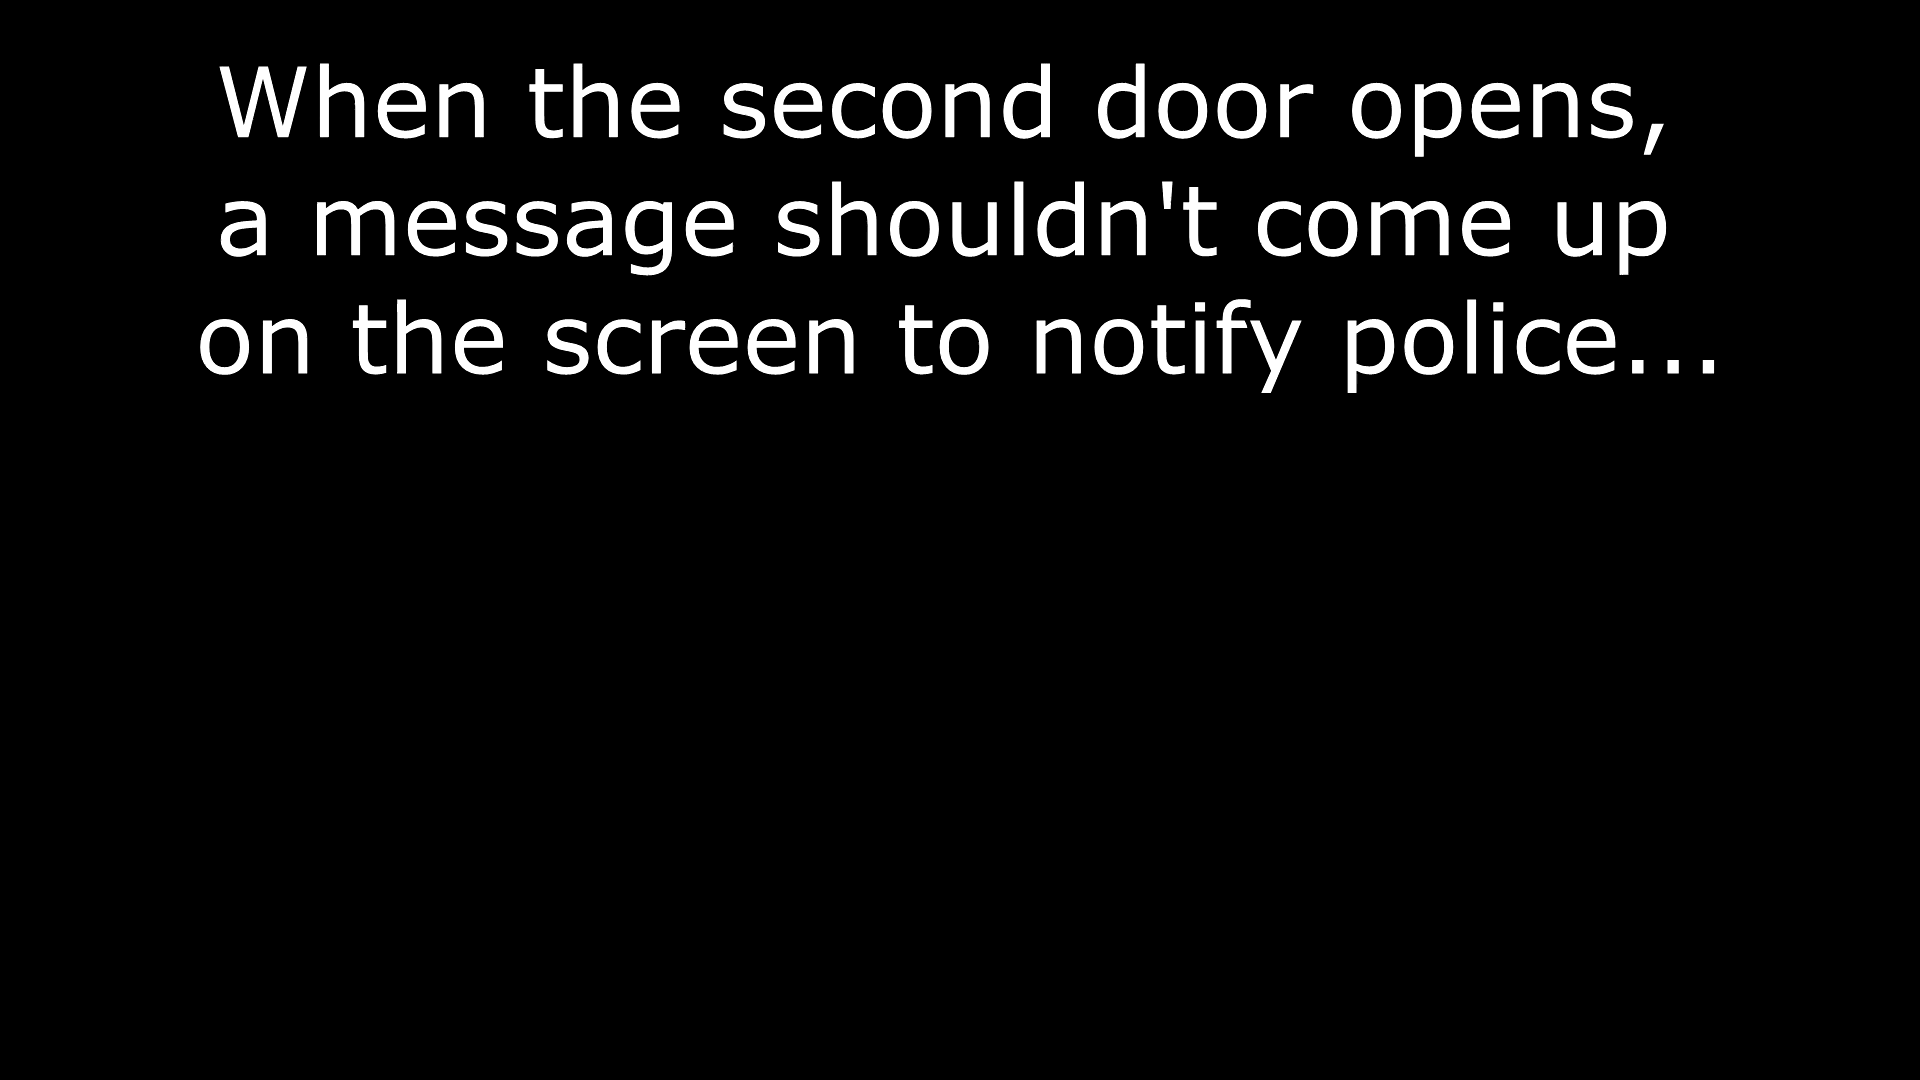 When the second door opens,
a message shouldn't come up
on the screen to notify police...